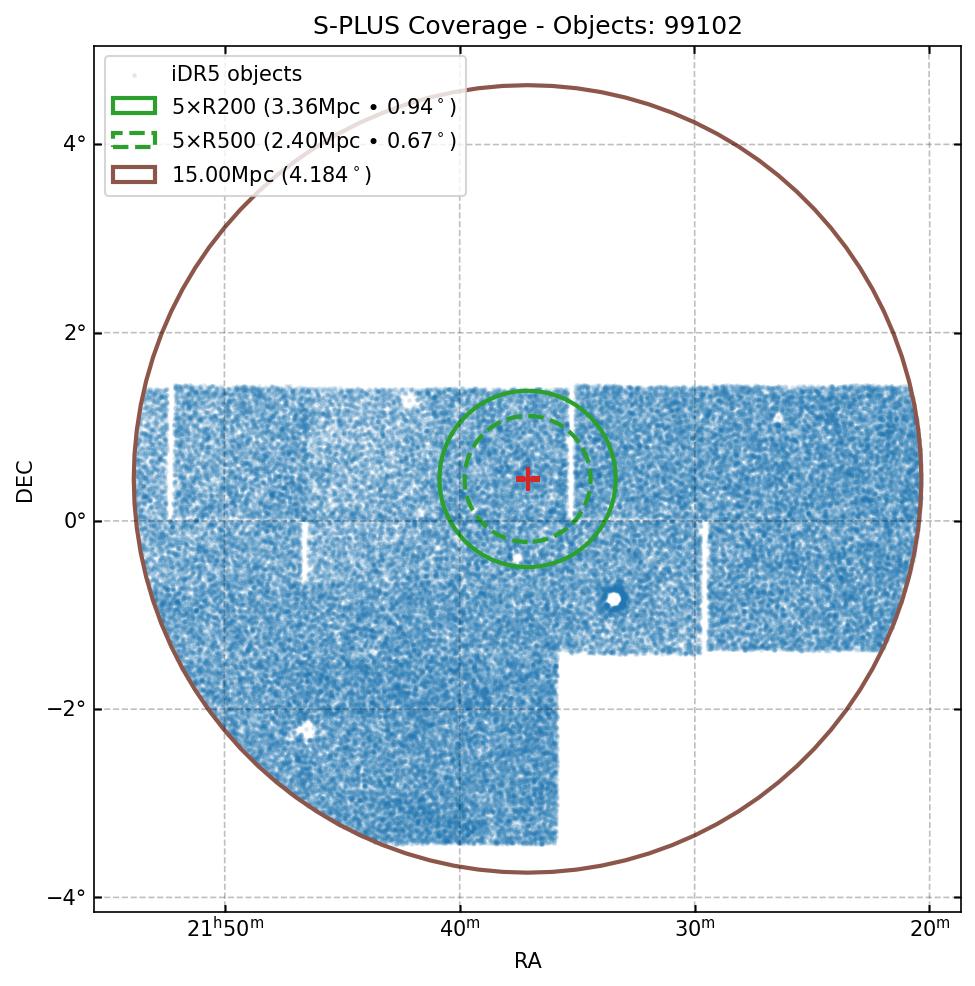 S-PLUS Coverage - Objects: 99102
iDR5 objects
5×R200 (3.36Mpc • 0.94°)
5×R500 (2.40Mpc • 0.67°)
15.00Mpc (4.184°)
4°
2°
0°
−2°
−4°
DEC
21ʰ50ᵐ
40ᵐ
30ᵐ
20ᵐ
RA